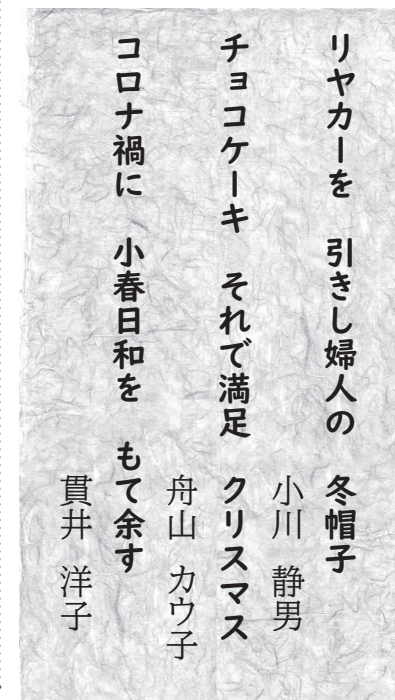 リヤカーを　引きし婦人の　冬帽子
小川　静男
チョコケーキ　それで満足　クリスマス
舟山　カウ子
コロナ禍に　小春日和を　もて余す
貫井　洋子